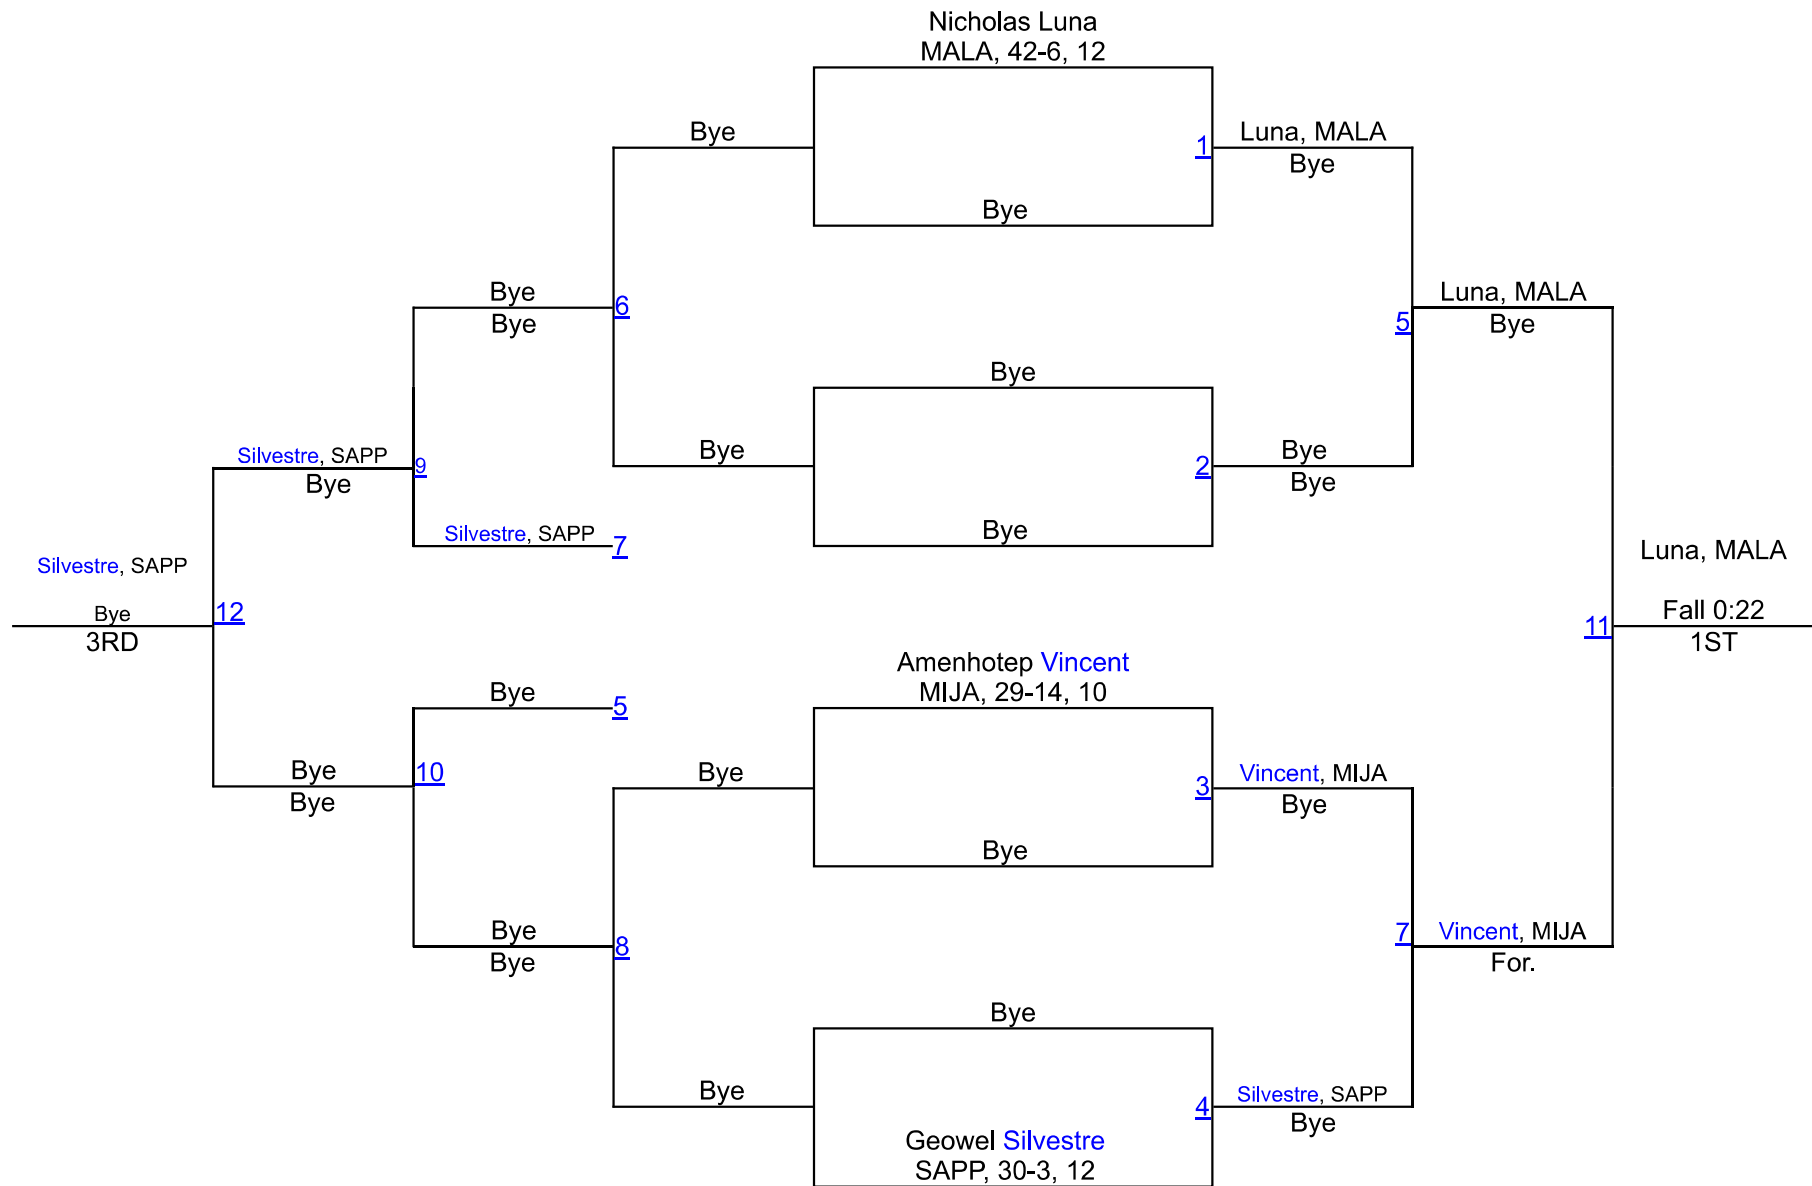 Nicholas Luna
MALA, 42-6, 12
Bye
1
Luna, MALA
Bye
Bye
Bye
Bye
6
Luna, MALA
Bye
5
Bye
Silvestre, SAPP
Bye
9
Bye
2
Bye
Bye
Silvestre, SAPP
7
Bye
Silvestre, SAPP
Bye
3RD
12
Luna, MALA
Fall 0:22
1ST
11
Amenhotep Vincent
MIJA, 29-14, 10
Bye
5
Bye
Bye
10
Bye
3
Vincent, MIJA
Bye
Bye
Bye
Bye
8
7
Vincent, MIJA
For.
Bye
Bye
4
Silvestre, SAPP
Bye
Geowel Silvestre
SAPP, 30-3, 12